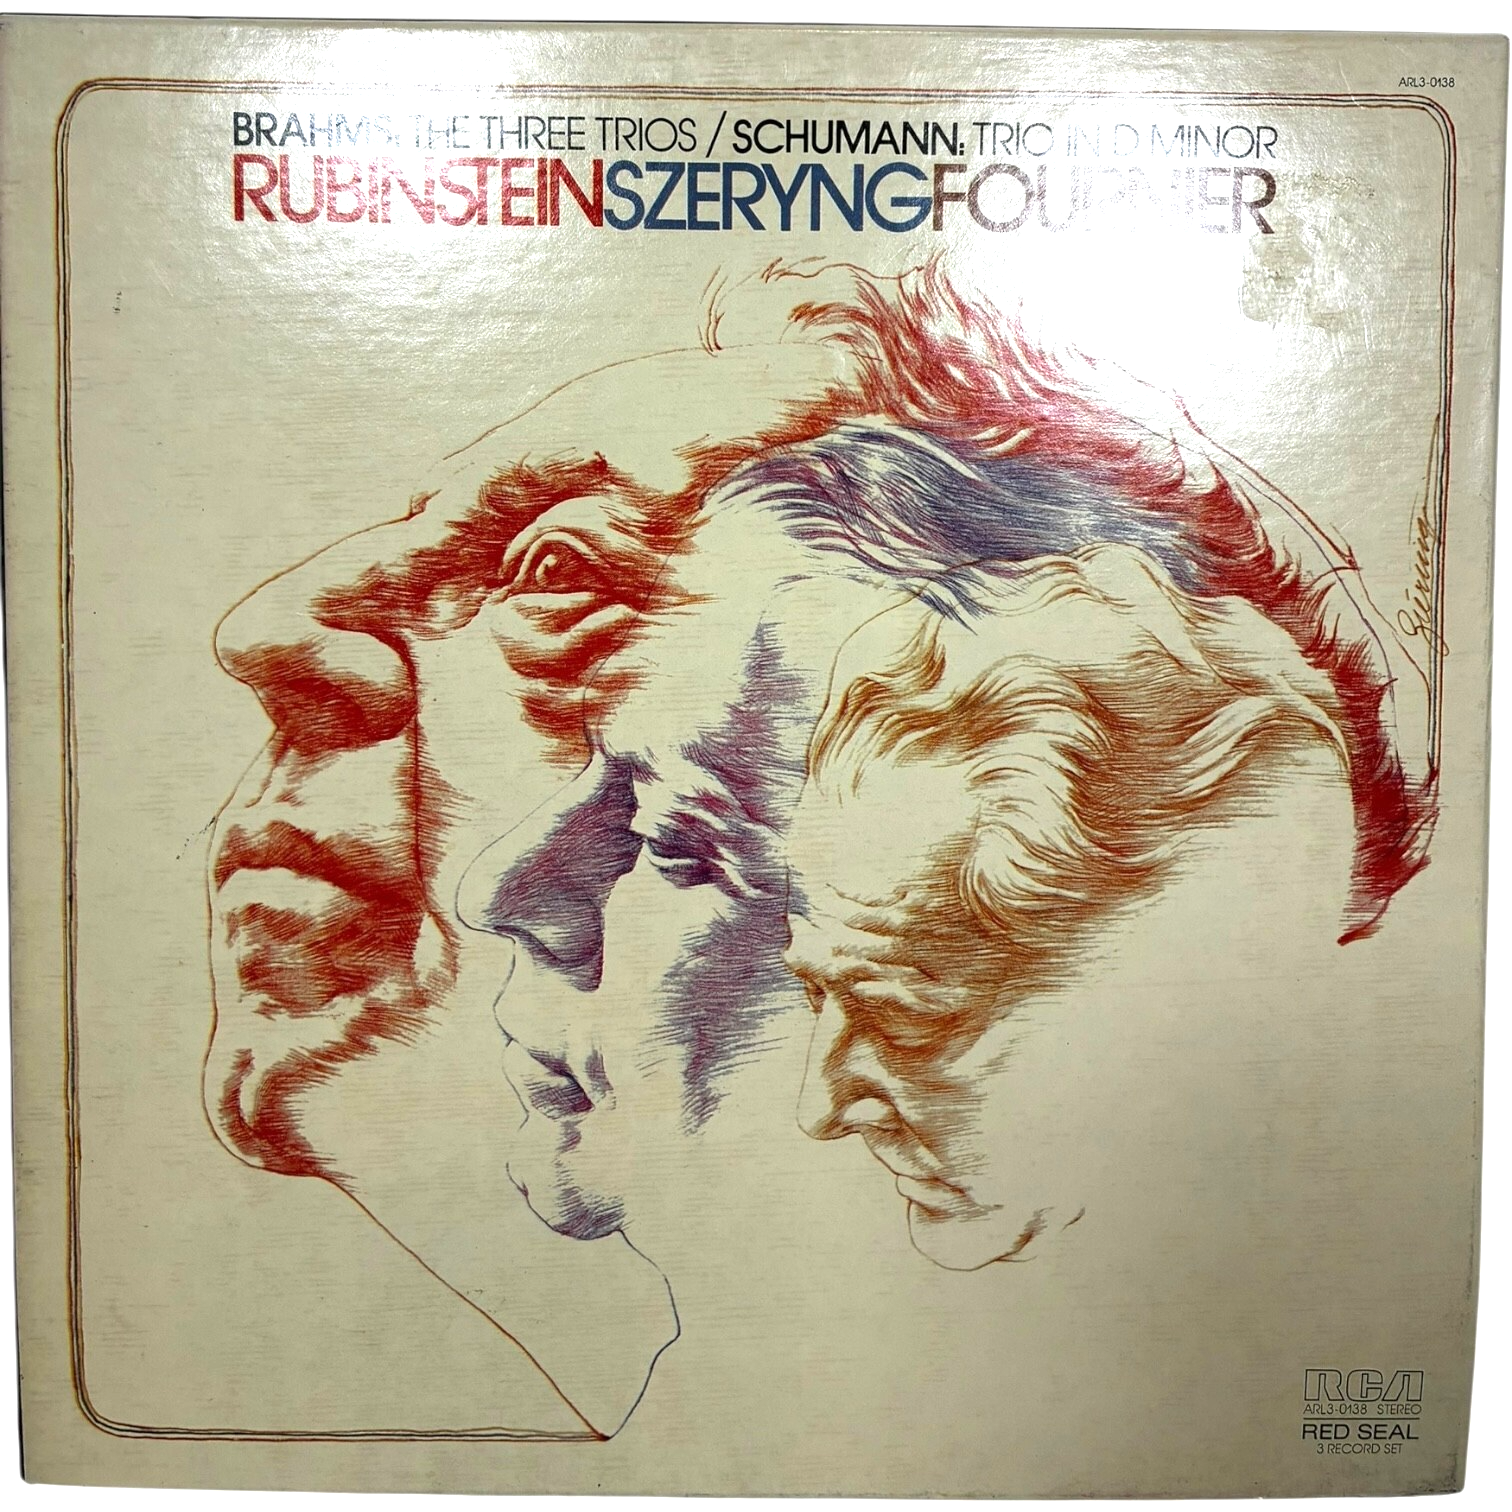 ARL3-0138
BRAHMS: THE THREE TRIOS / SCHUMANN: TRIO IN D MINOR
RUBINSTEINSZERYNGFOURNIER
RCA
ARL3-0138 STEREO
RED SEAL
3 RECORD SET